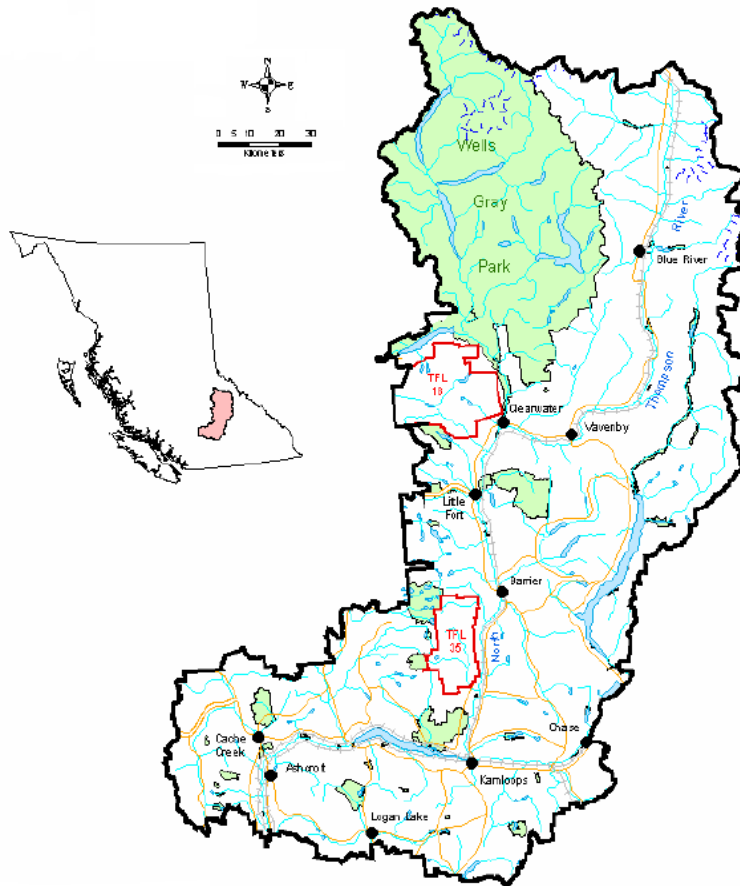 N
W E
S
0 5 10 20 30
Kilometers
Wells
Gray
Park
River
Blue River
Thompson
TFL
18
Clearwater
Vavenby
Little
Fort
Barrier
TFL
35
North
Chase
Cache
Creek
Ashcroft
Kamloops
Logan Lake